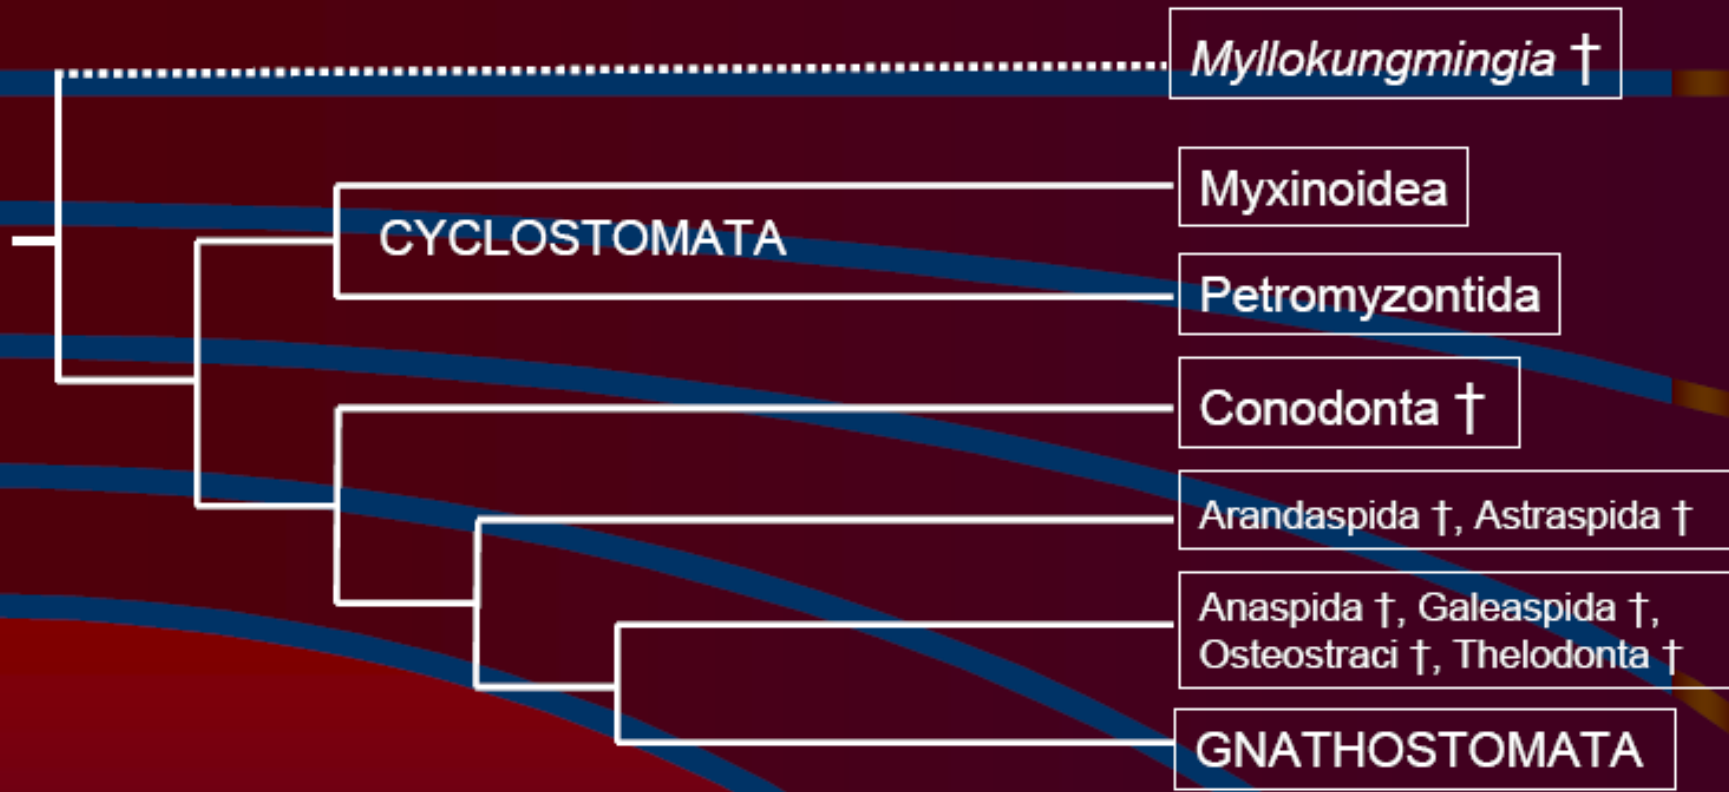 Myllokungmingia †
Myxinoidea
CYCLOSTOMATA
Petromyzontida
Conodonta †
Arandaspida †, Astraspida †
Anaspida †, Galeaspida †,
Osteostraci †, Thelodonta †
GNATHOSTOMATA